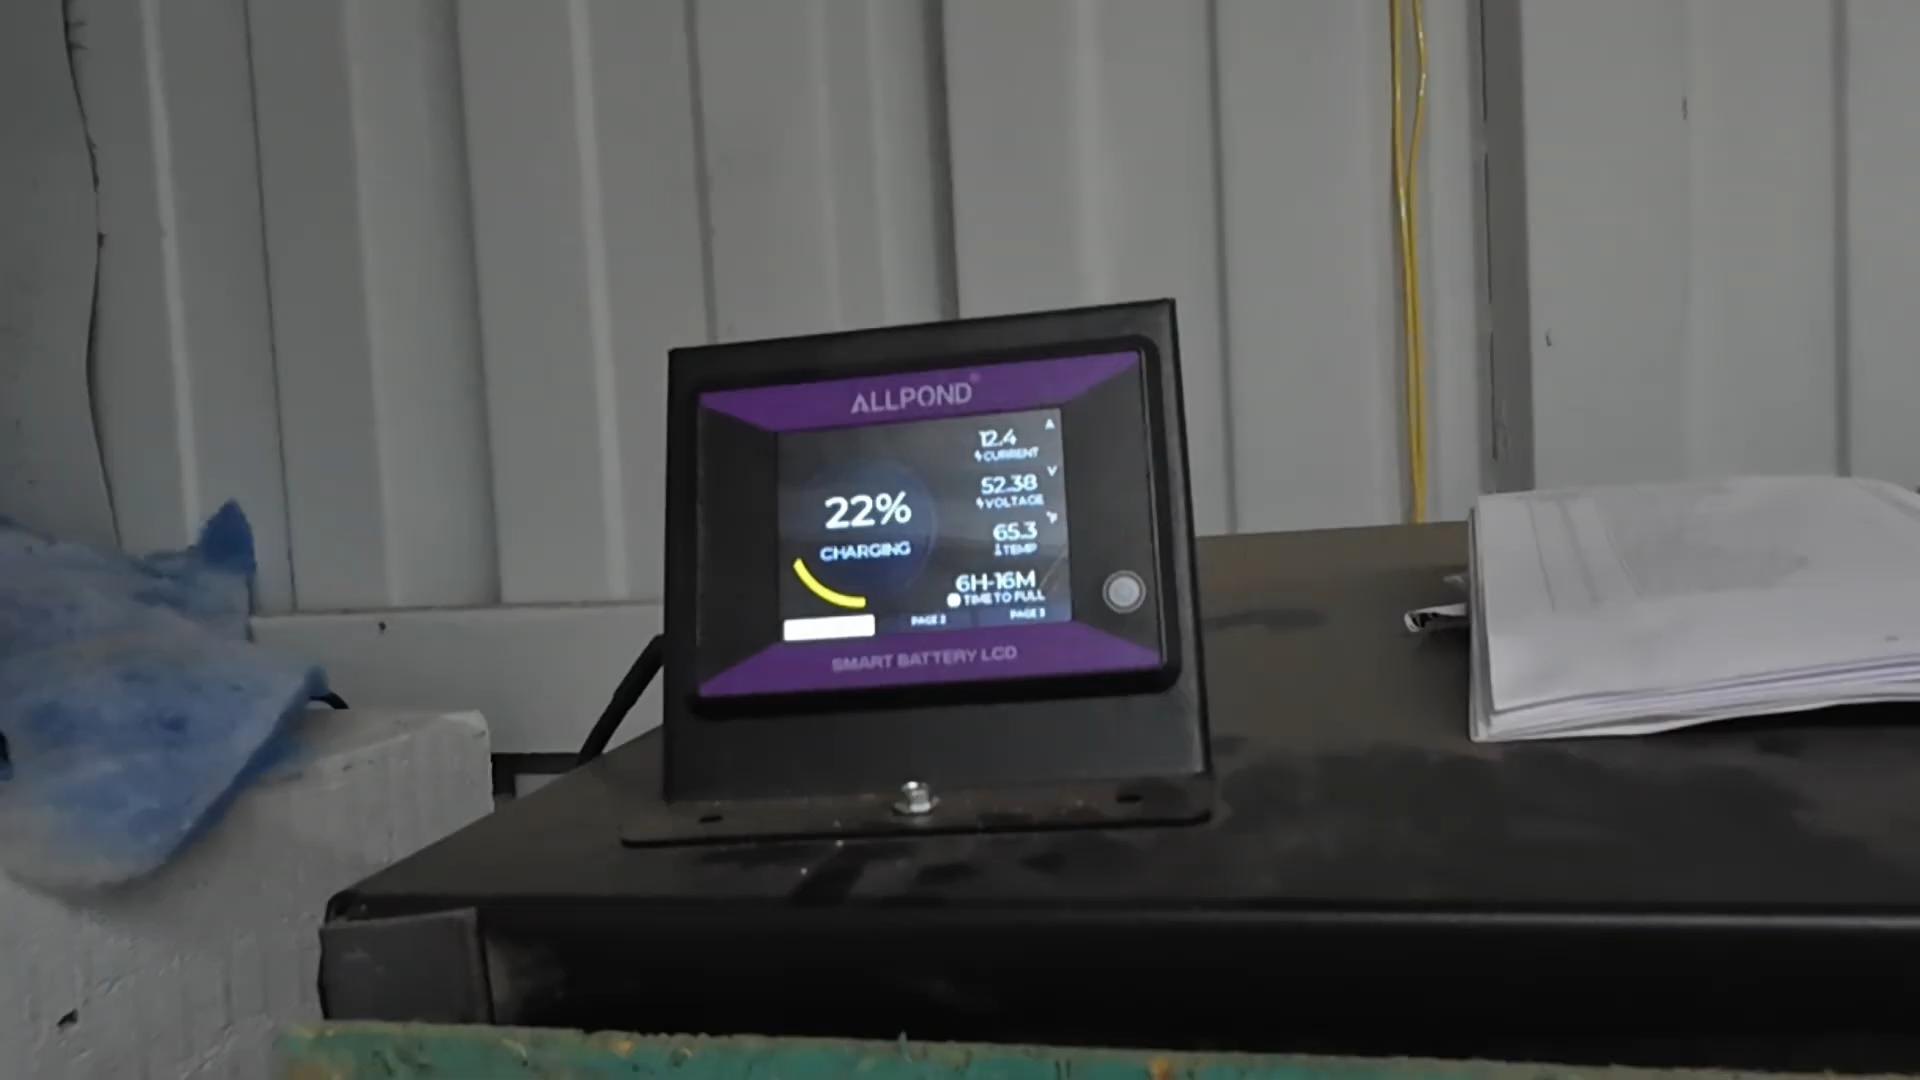 ALLPOND®
12.4 A
CURRENT
52.38 V
VOLTAGE
65.3 °F
TEMP
22%
CHARGING
6H-16M
TIME TO FULL
PAGE 2
PAGE 3
SMART BATTERY LCD